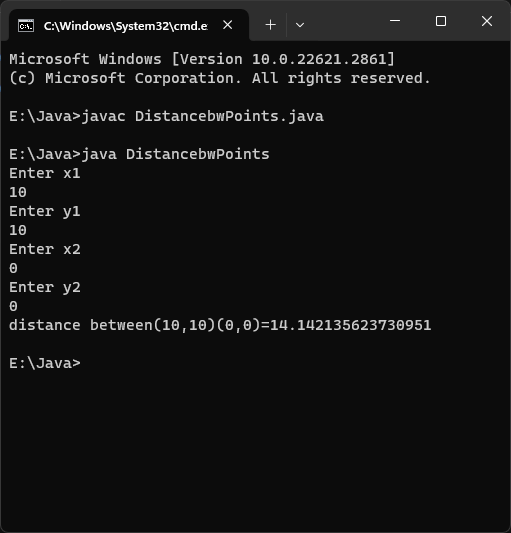 C:\Windows\System32\cmd.e
Microsoft Windows [Version 10.0.22621.2861]
(c) Microsoft Corporation. All rights reserved.
E:\Java>javac DistancebwPoints.java
E:\Java>java DistancebwPoints
Enter x1
10
Enter y1
10
Enter x2
0
Enter y2
0
distance between(10,10)(0,0)=14.142135623730951
E:\Java>